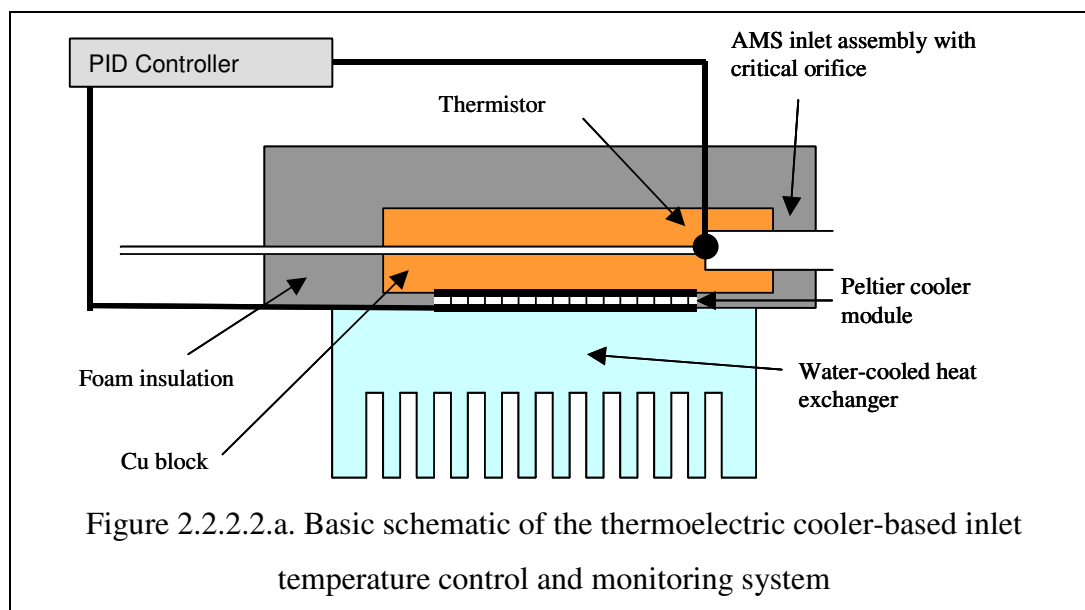 PID Controller
AMS inlet assembly with
critical orifice
Thermistor
Peltier cooler
module
Foam insulation
Water-cooled heat
exchanger
Cu block
Figure 2.2.2.2.a. Basic schematic of the thermoelectric cooler-based inlet
temperature control and monitoring system